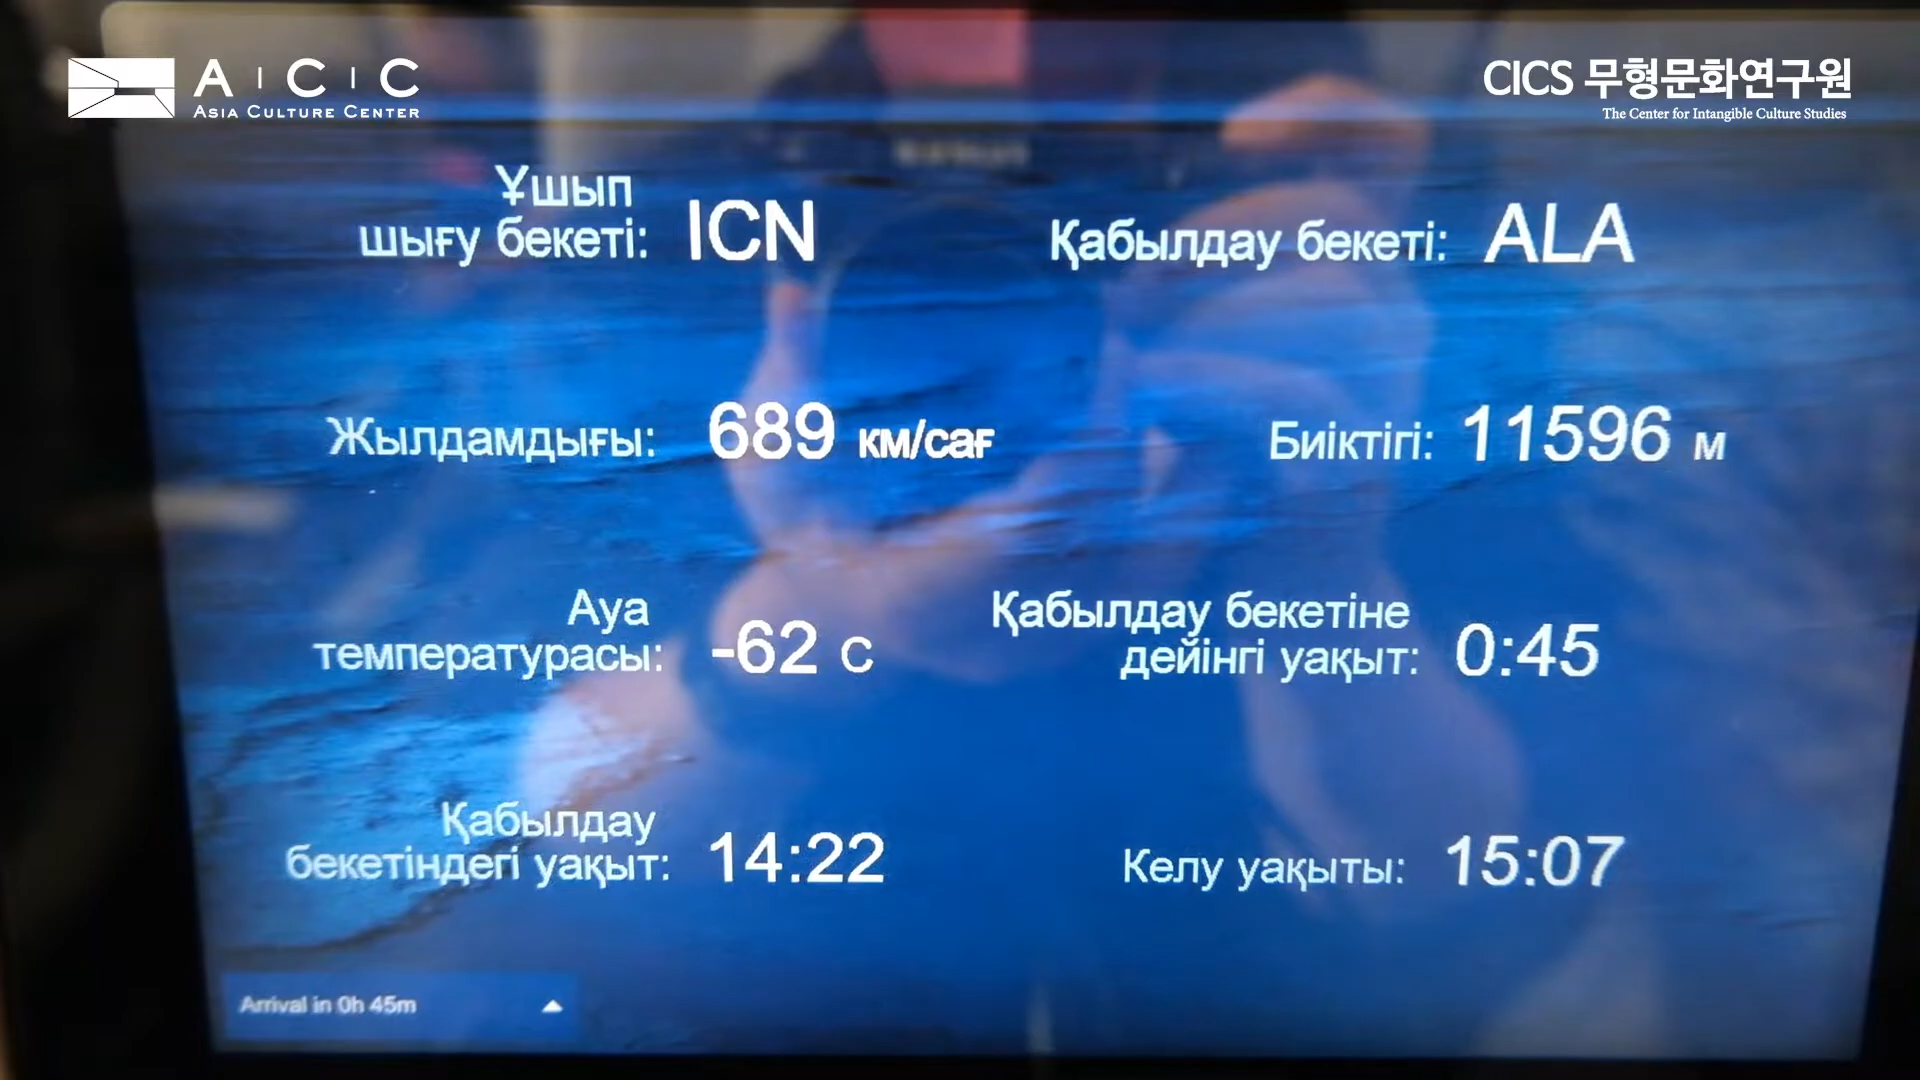 A C C
ASIA CULTURE CENTER
CICS 무형문화연구원
The Center for Intangible Culture Studies
Ұшып
шығу бекеті: ICN
Қабылдау бекеті: ALA
Жылдамдығы: 689 км/сағ
Биіктігі: 11596 м
Ауа
температурасы: -62 C
Қабылдау бекетіне
дейінгі уақыт: 0:45
Қабылдау
бекетіндегі уақыт: 14:22
Келу уақыты: 15:07
Arrival in 0h 45m